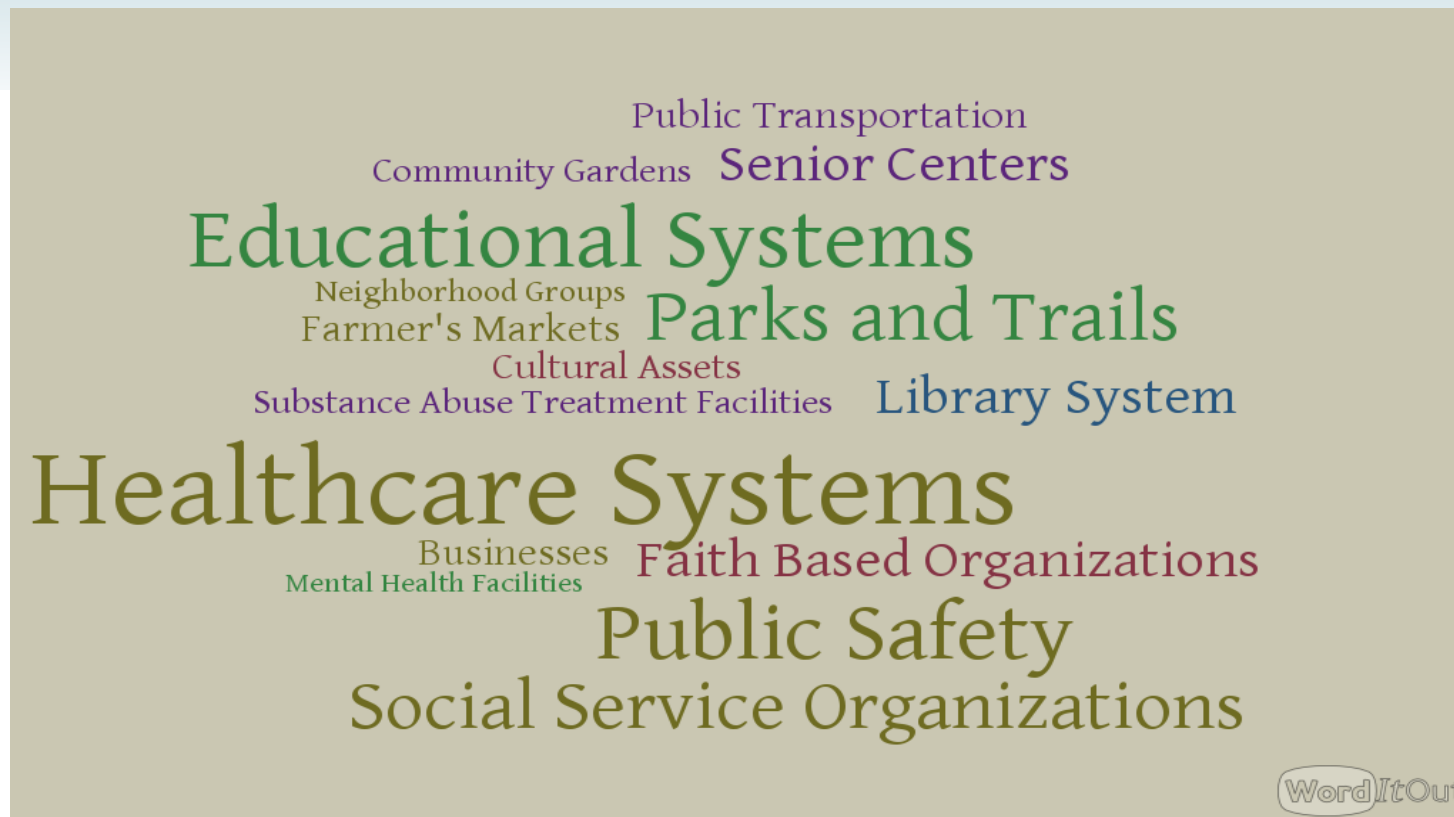 Public Transportation
Community Gardens Senior Centers
Educational Systems
Neighborhood Groups
Farmer's Markets Parks and Trails
Cultural Assets
Substance Abuse Treatment Facilities Library System
Healthcare Systems
Businesses Faith Based Organizations
Mental Health Facilities
Public Safety
Social Service Organizations
WordItOu